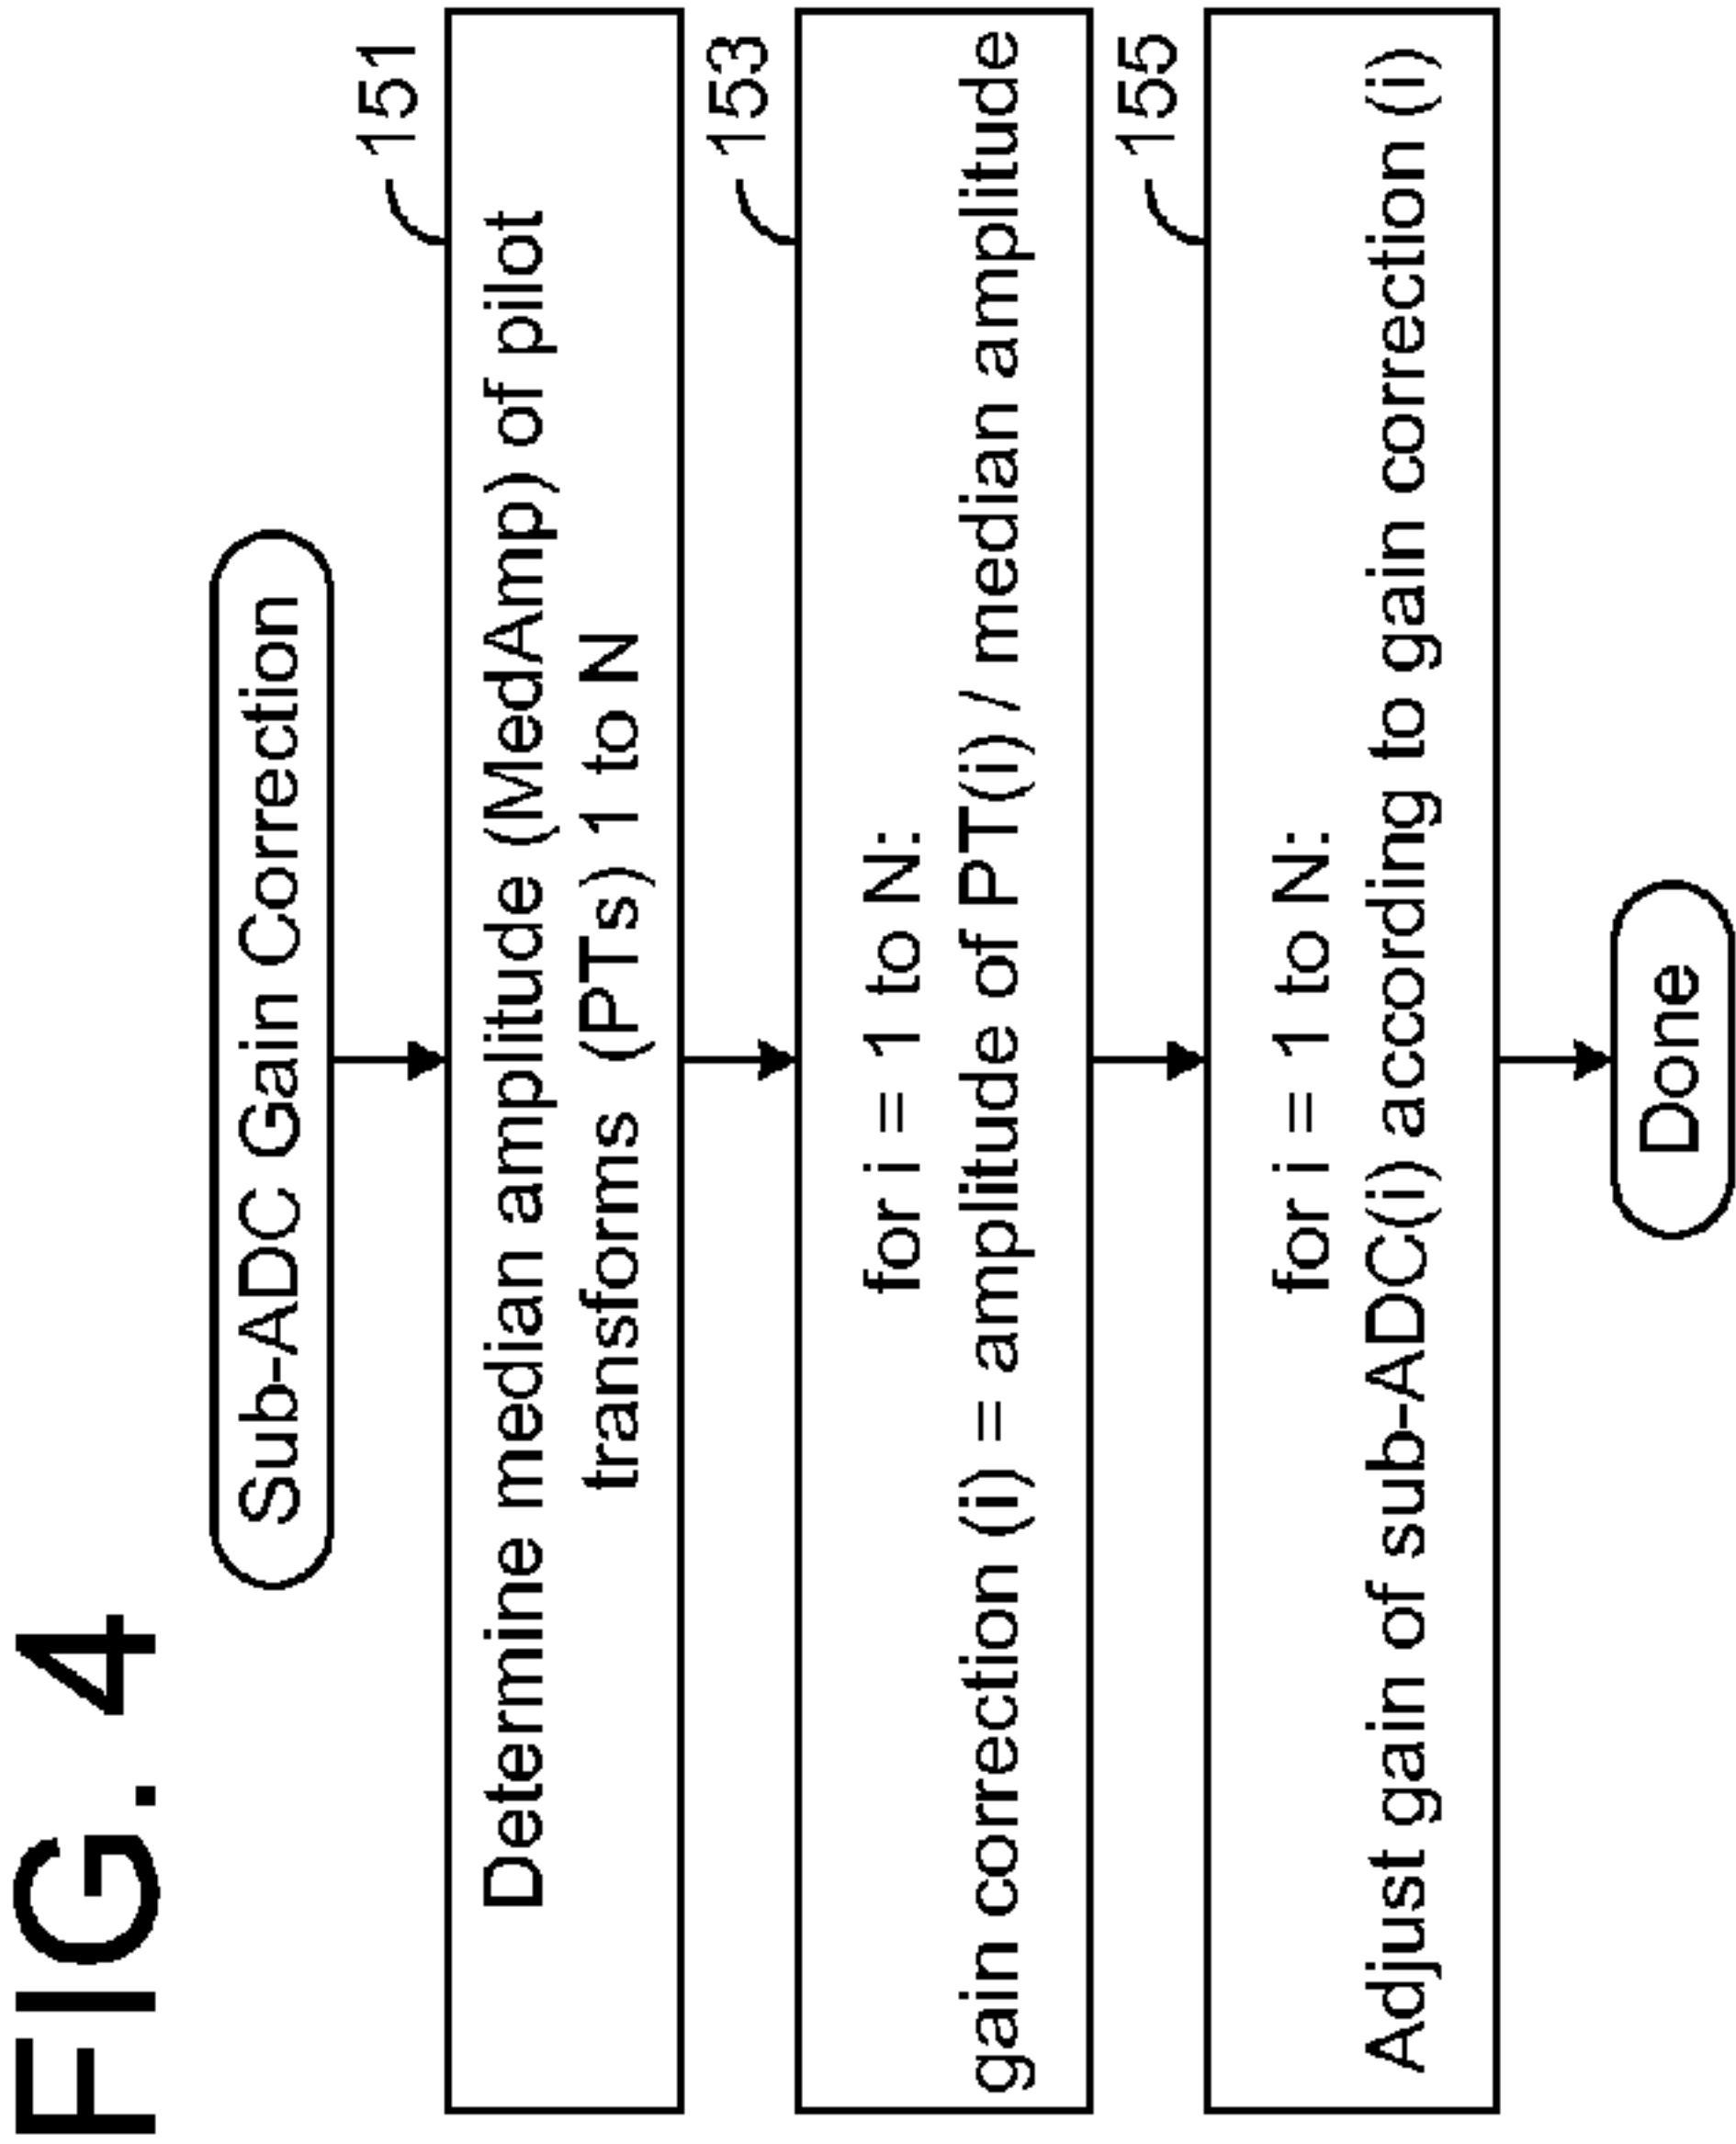 FIG. 4
Sub-ADC Gain Correction
151
Determine median amplitude (MedAmp) of pilot
transforms (PTs) 1 to N
153
for i = 1 to N:
gain correction (i) = amplitude of PT(i) / median amplitude
155
for i = 1 to N:
Adjust gain of sub-ADC(i) according to gain correction (i)
Done